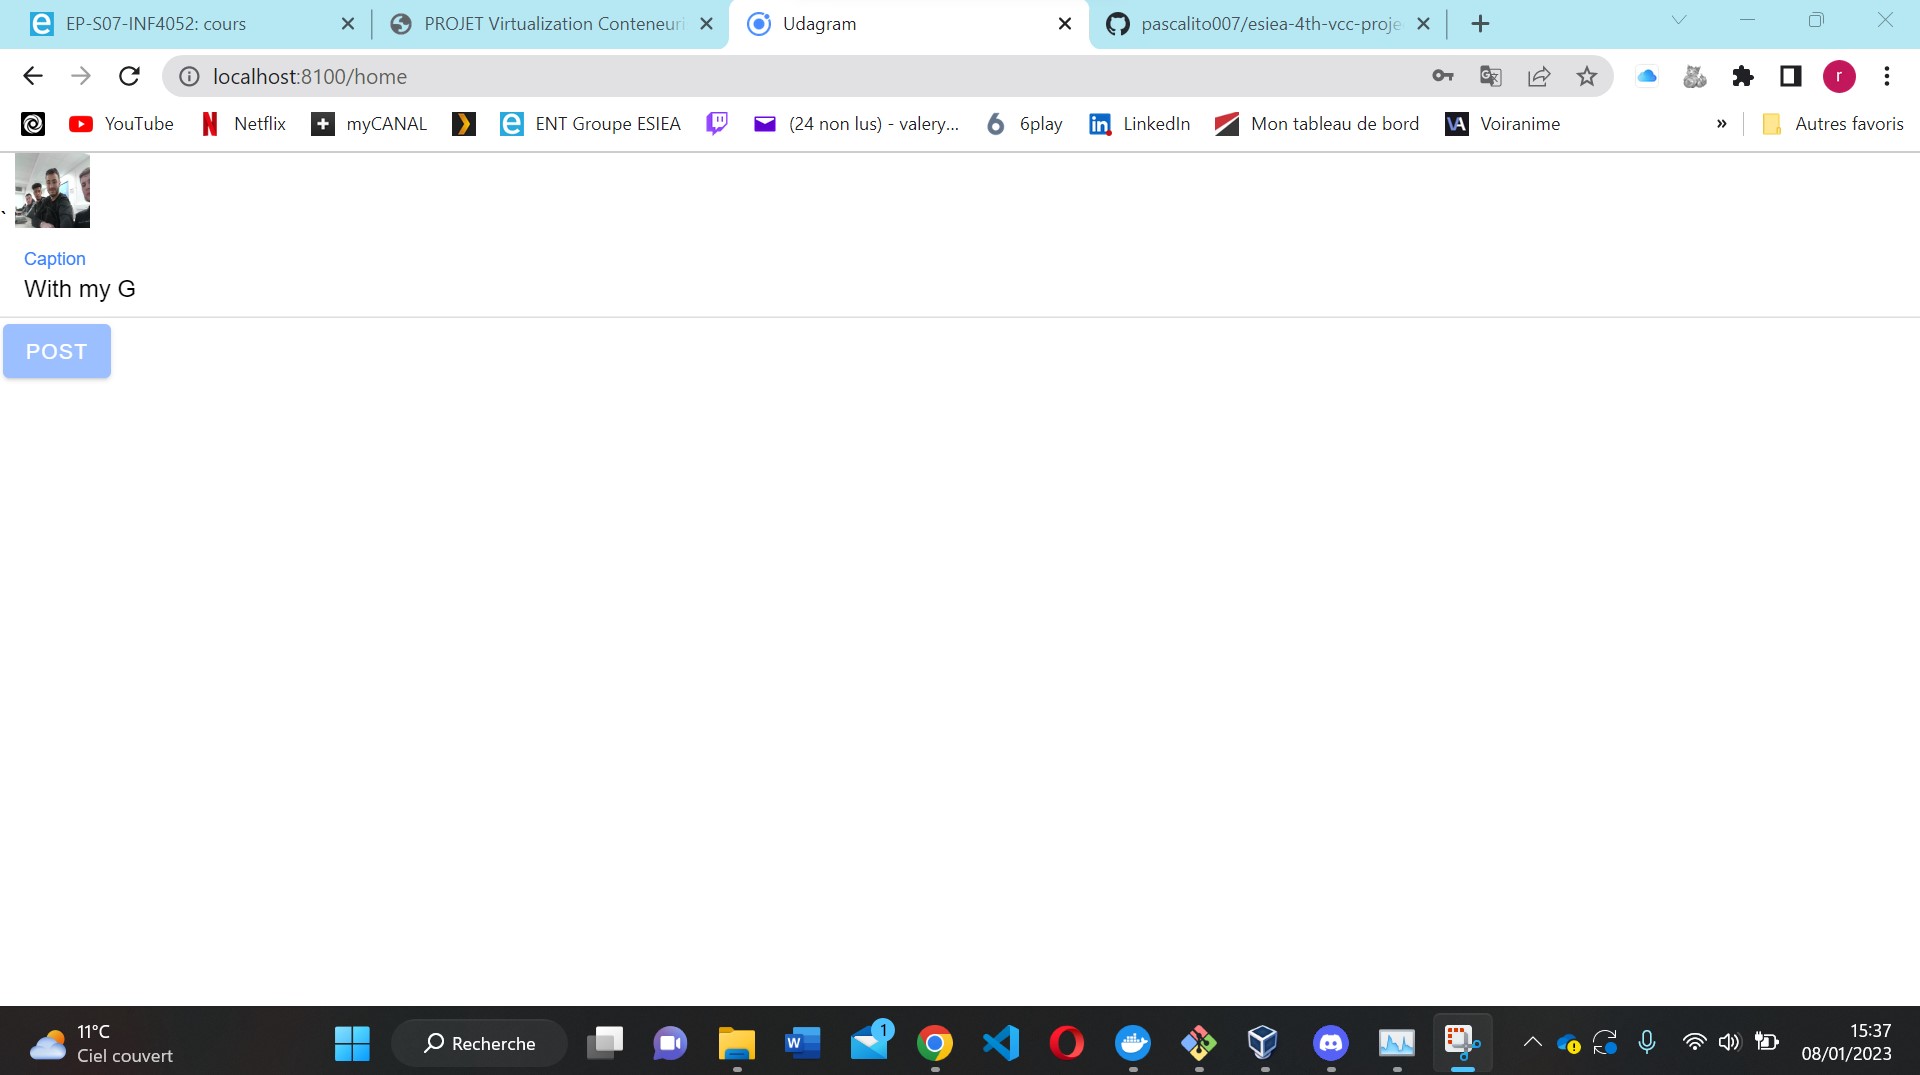 EP-S07-INF4052: cours
PROJET Virtualization Conteneuri
Udagram
pascalito007/esiea-4th-vcc-proje
localhost:8100/home
r
YouTube
Netflix
myCANAL
ENT Groupe ESIEA
(24 non lus) - valery...
6play
LinkedIn
Mon tableau de bord
Voiranime
»
Autres favoris
`
Caption
With my G
POST
11°C
Ciel couvert
Recherche
1
15:37
08/01/2023